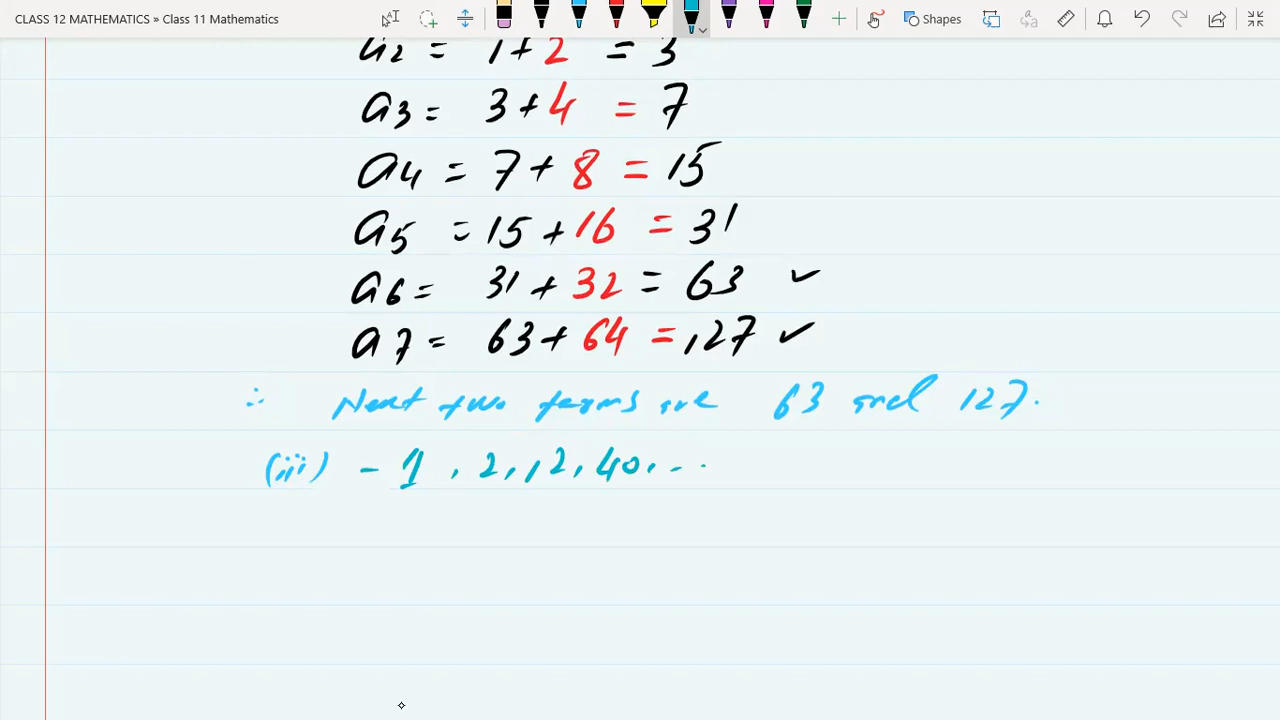 CLASS 12 MATHEMATICS » Class 11 Mathematics
Shapes
a2 = 1+2 = 3
a3 = 3+4 = 7
a4 = 7+8 = 15
a5 = 15+16 = 31
a6 = 31+32 = 63 ✓
a7 = 63+64 = 127 ✓
∴ Next two terms are 63 and 127.
(iii) -1, 2, 12, 40, ...